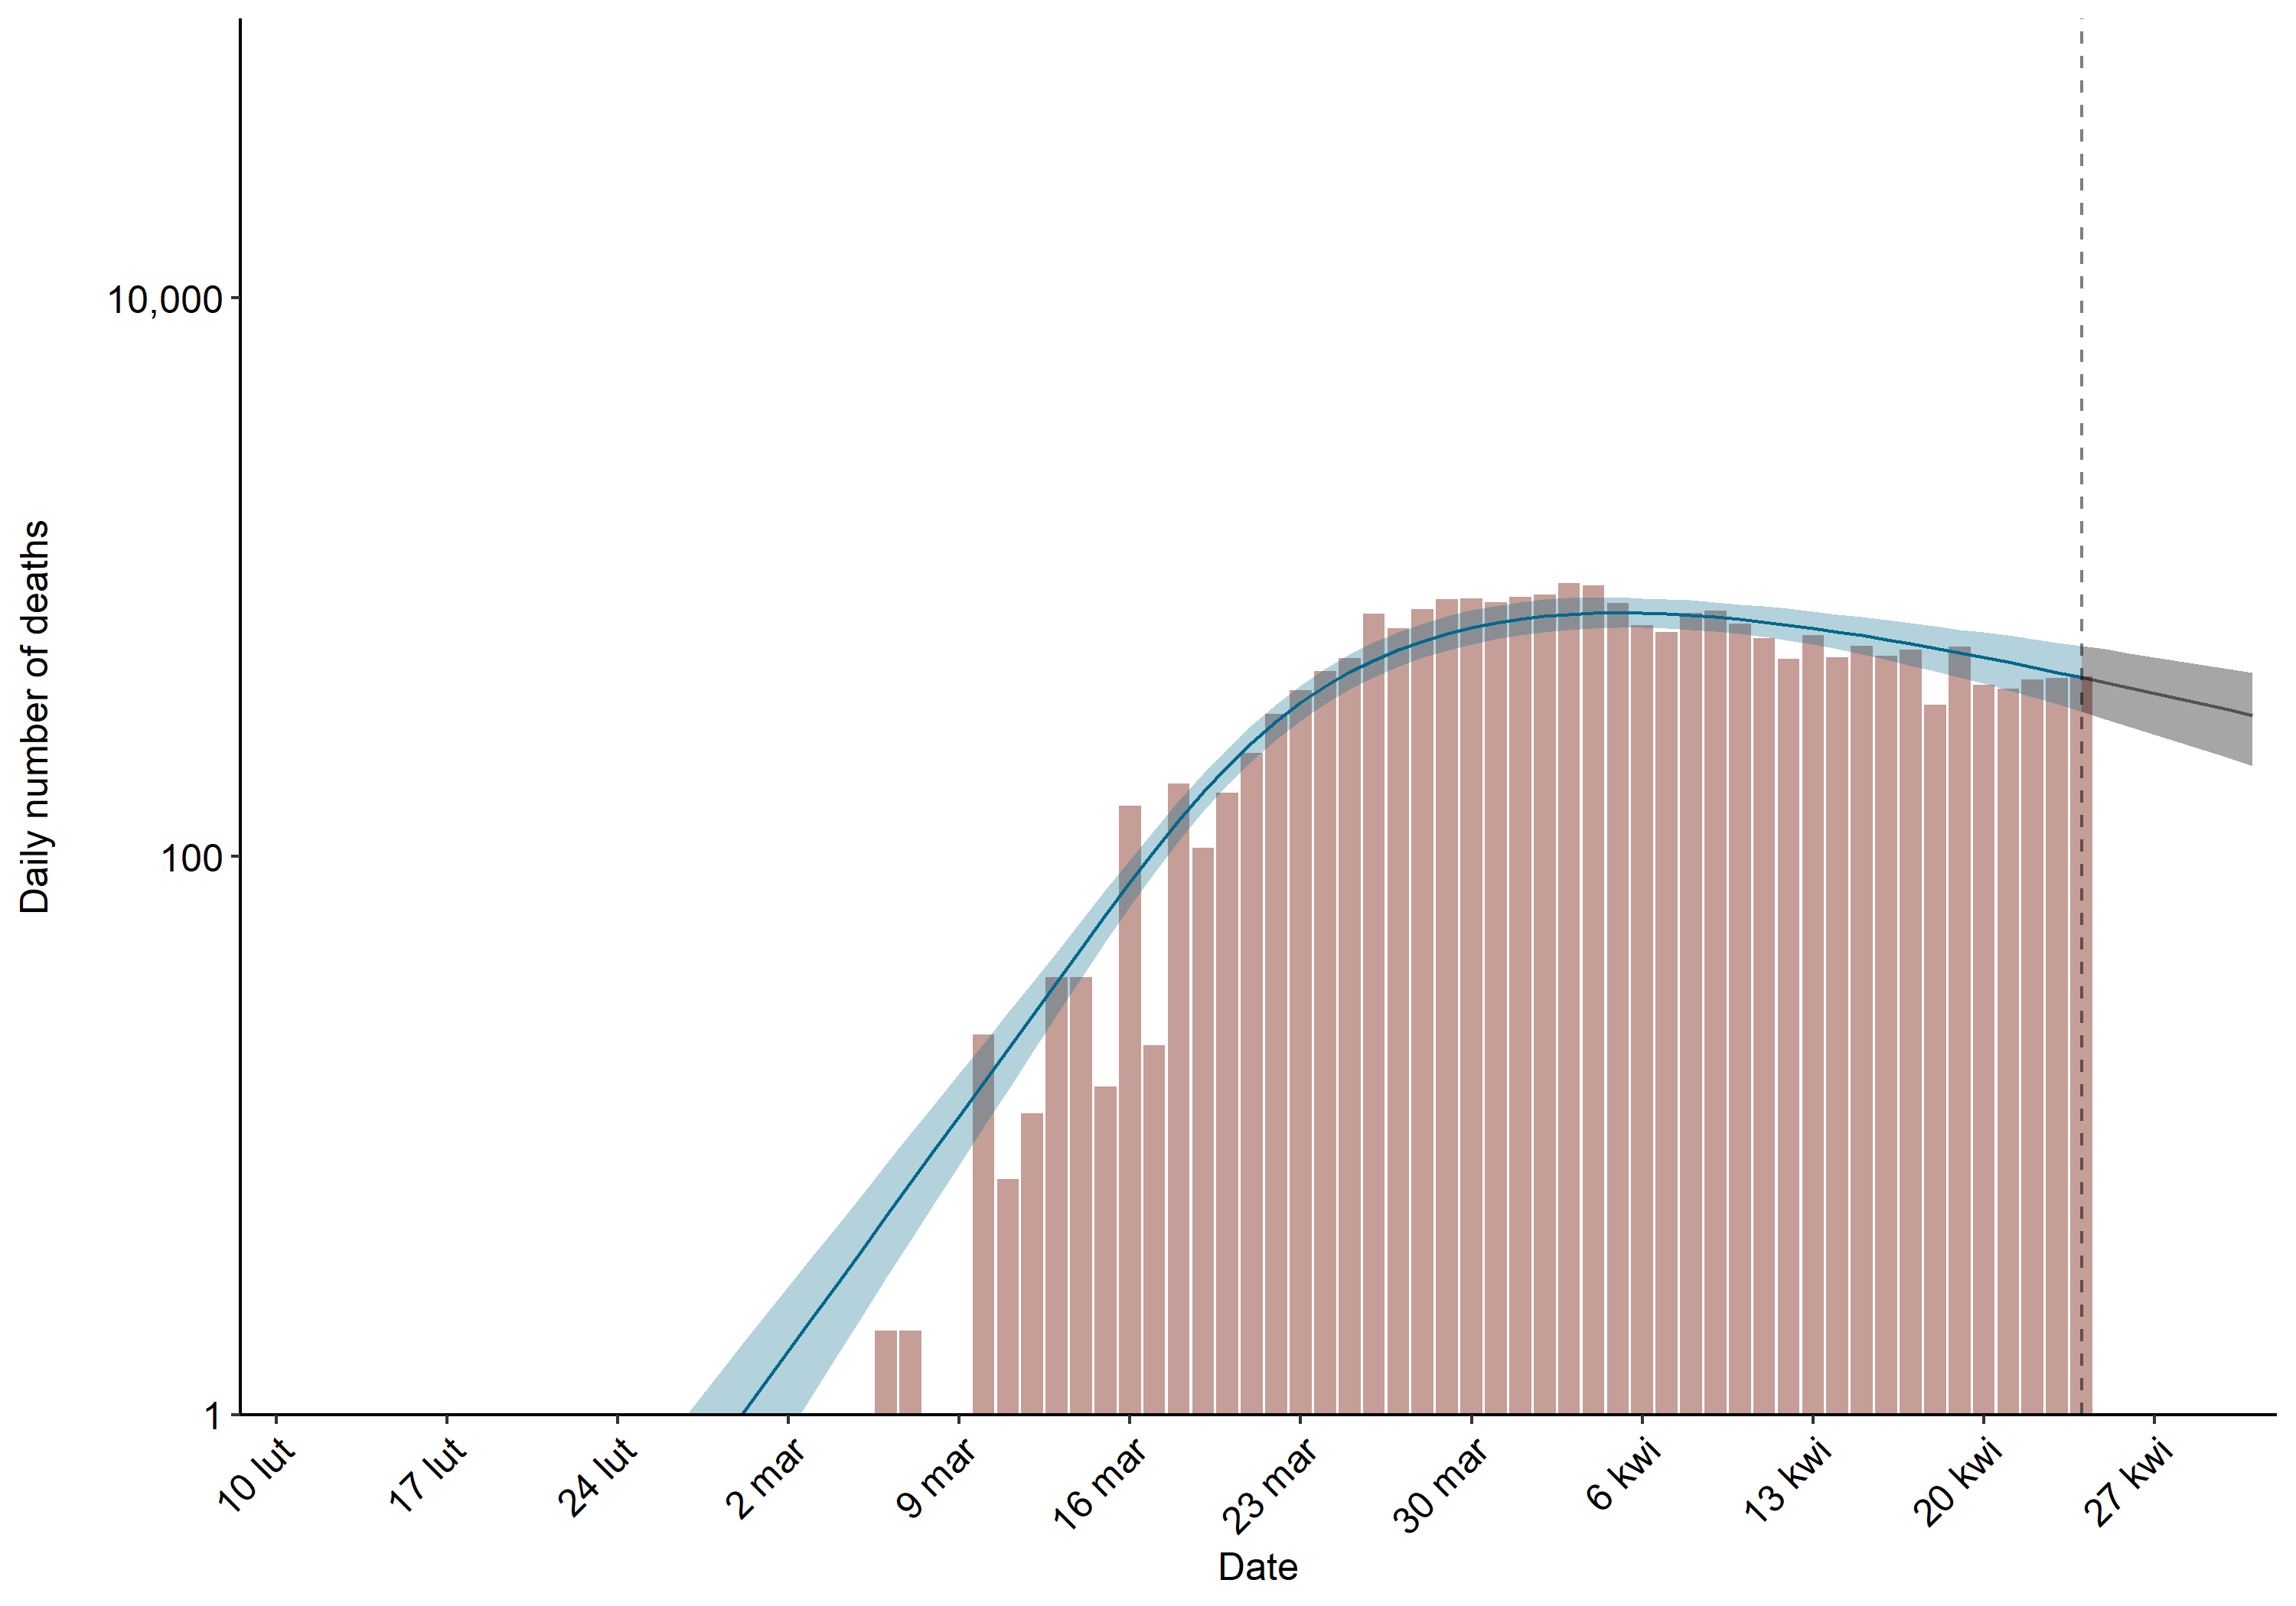 Daily number of deaths
10,000
100
1
10 lut
17 lut
24 lut
2 mar
9 mar
16 mar
23 mar
30 mar
6 kwi
13 kwi
20 kwi
27 kwi
Date